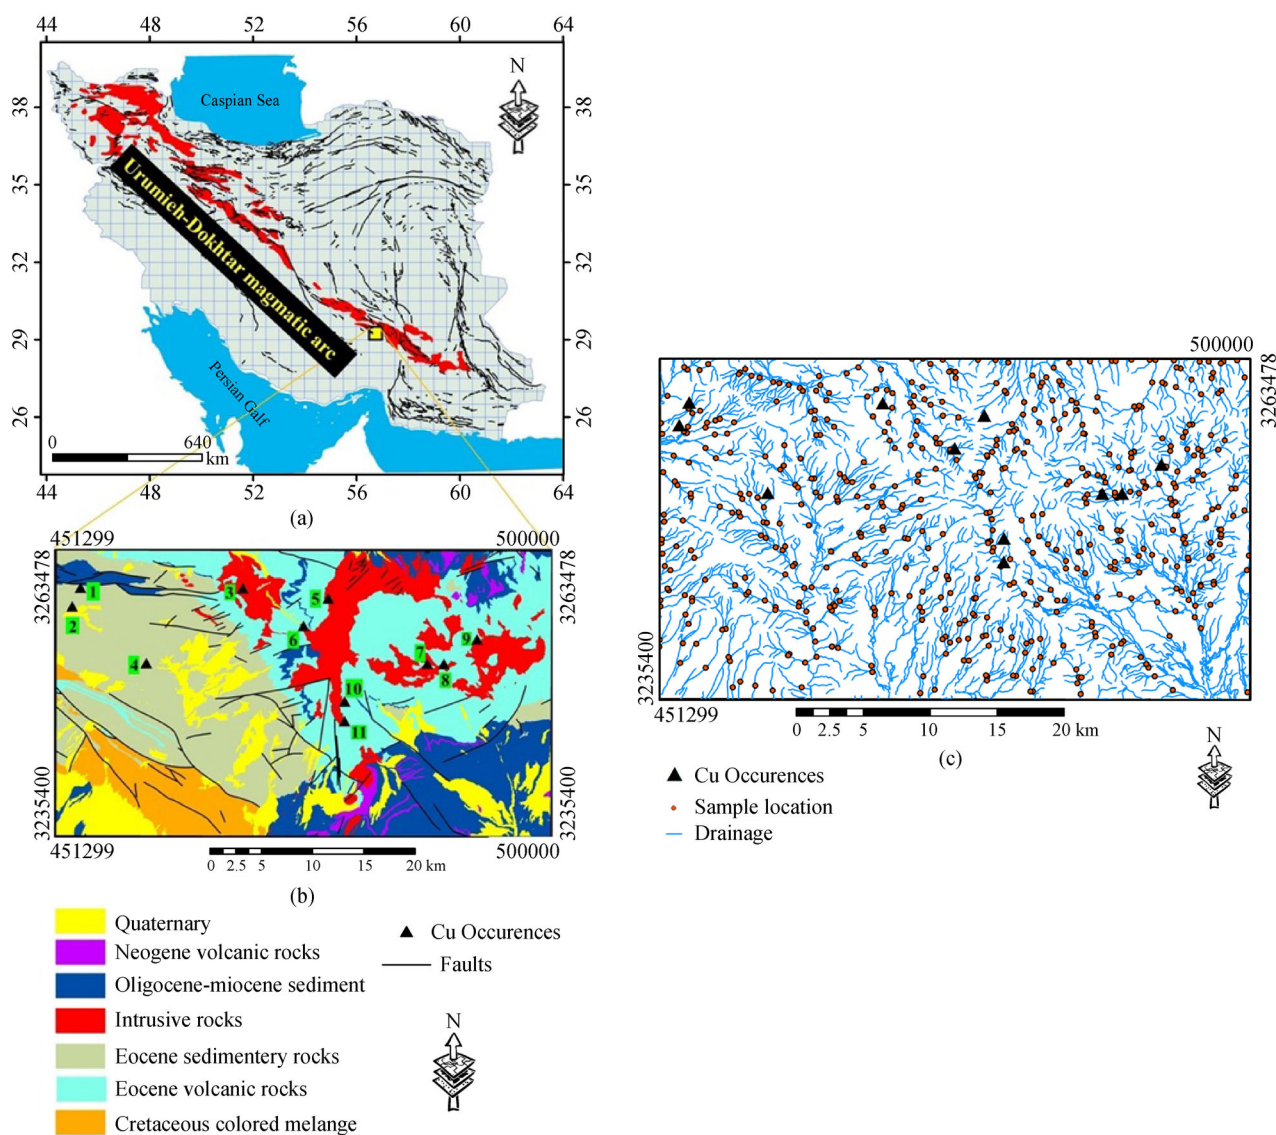 44 48 52 56 60 64
N
Caspian Sea
38 38
35 35
32 32
29 29
26 26
Urumieh-Dokhtar magmatic arc
Persian Galf
0 640
km
44 48 52 56 60 64
(a)
451299 500000
3263478 3263478
1
2
3
4
5
6
7
8
9
10
11
3235400 3235400
451299 500000
0 2.5 5 10 15 20 km
(b)
Quaternary
Neogene volcanic rocks
Oligocene-miocene sediment
Intrusive rocks
Eocene sedimentery rocks
Eocene volcanic rocks
Cretaceous colored melange
Cu Occurences
Faults
N
500000
3263478
3235400
451299
0 2.5 5 10 15 20 km
(c)
N
Cu Occurences
Sample location
Drainage